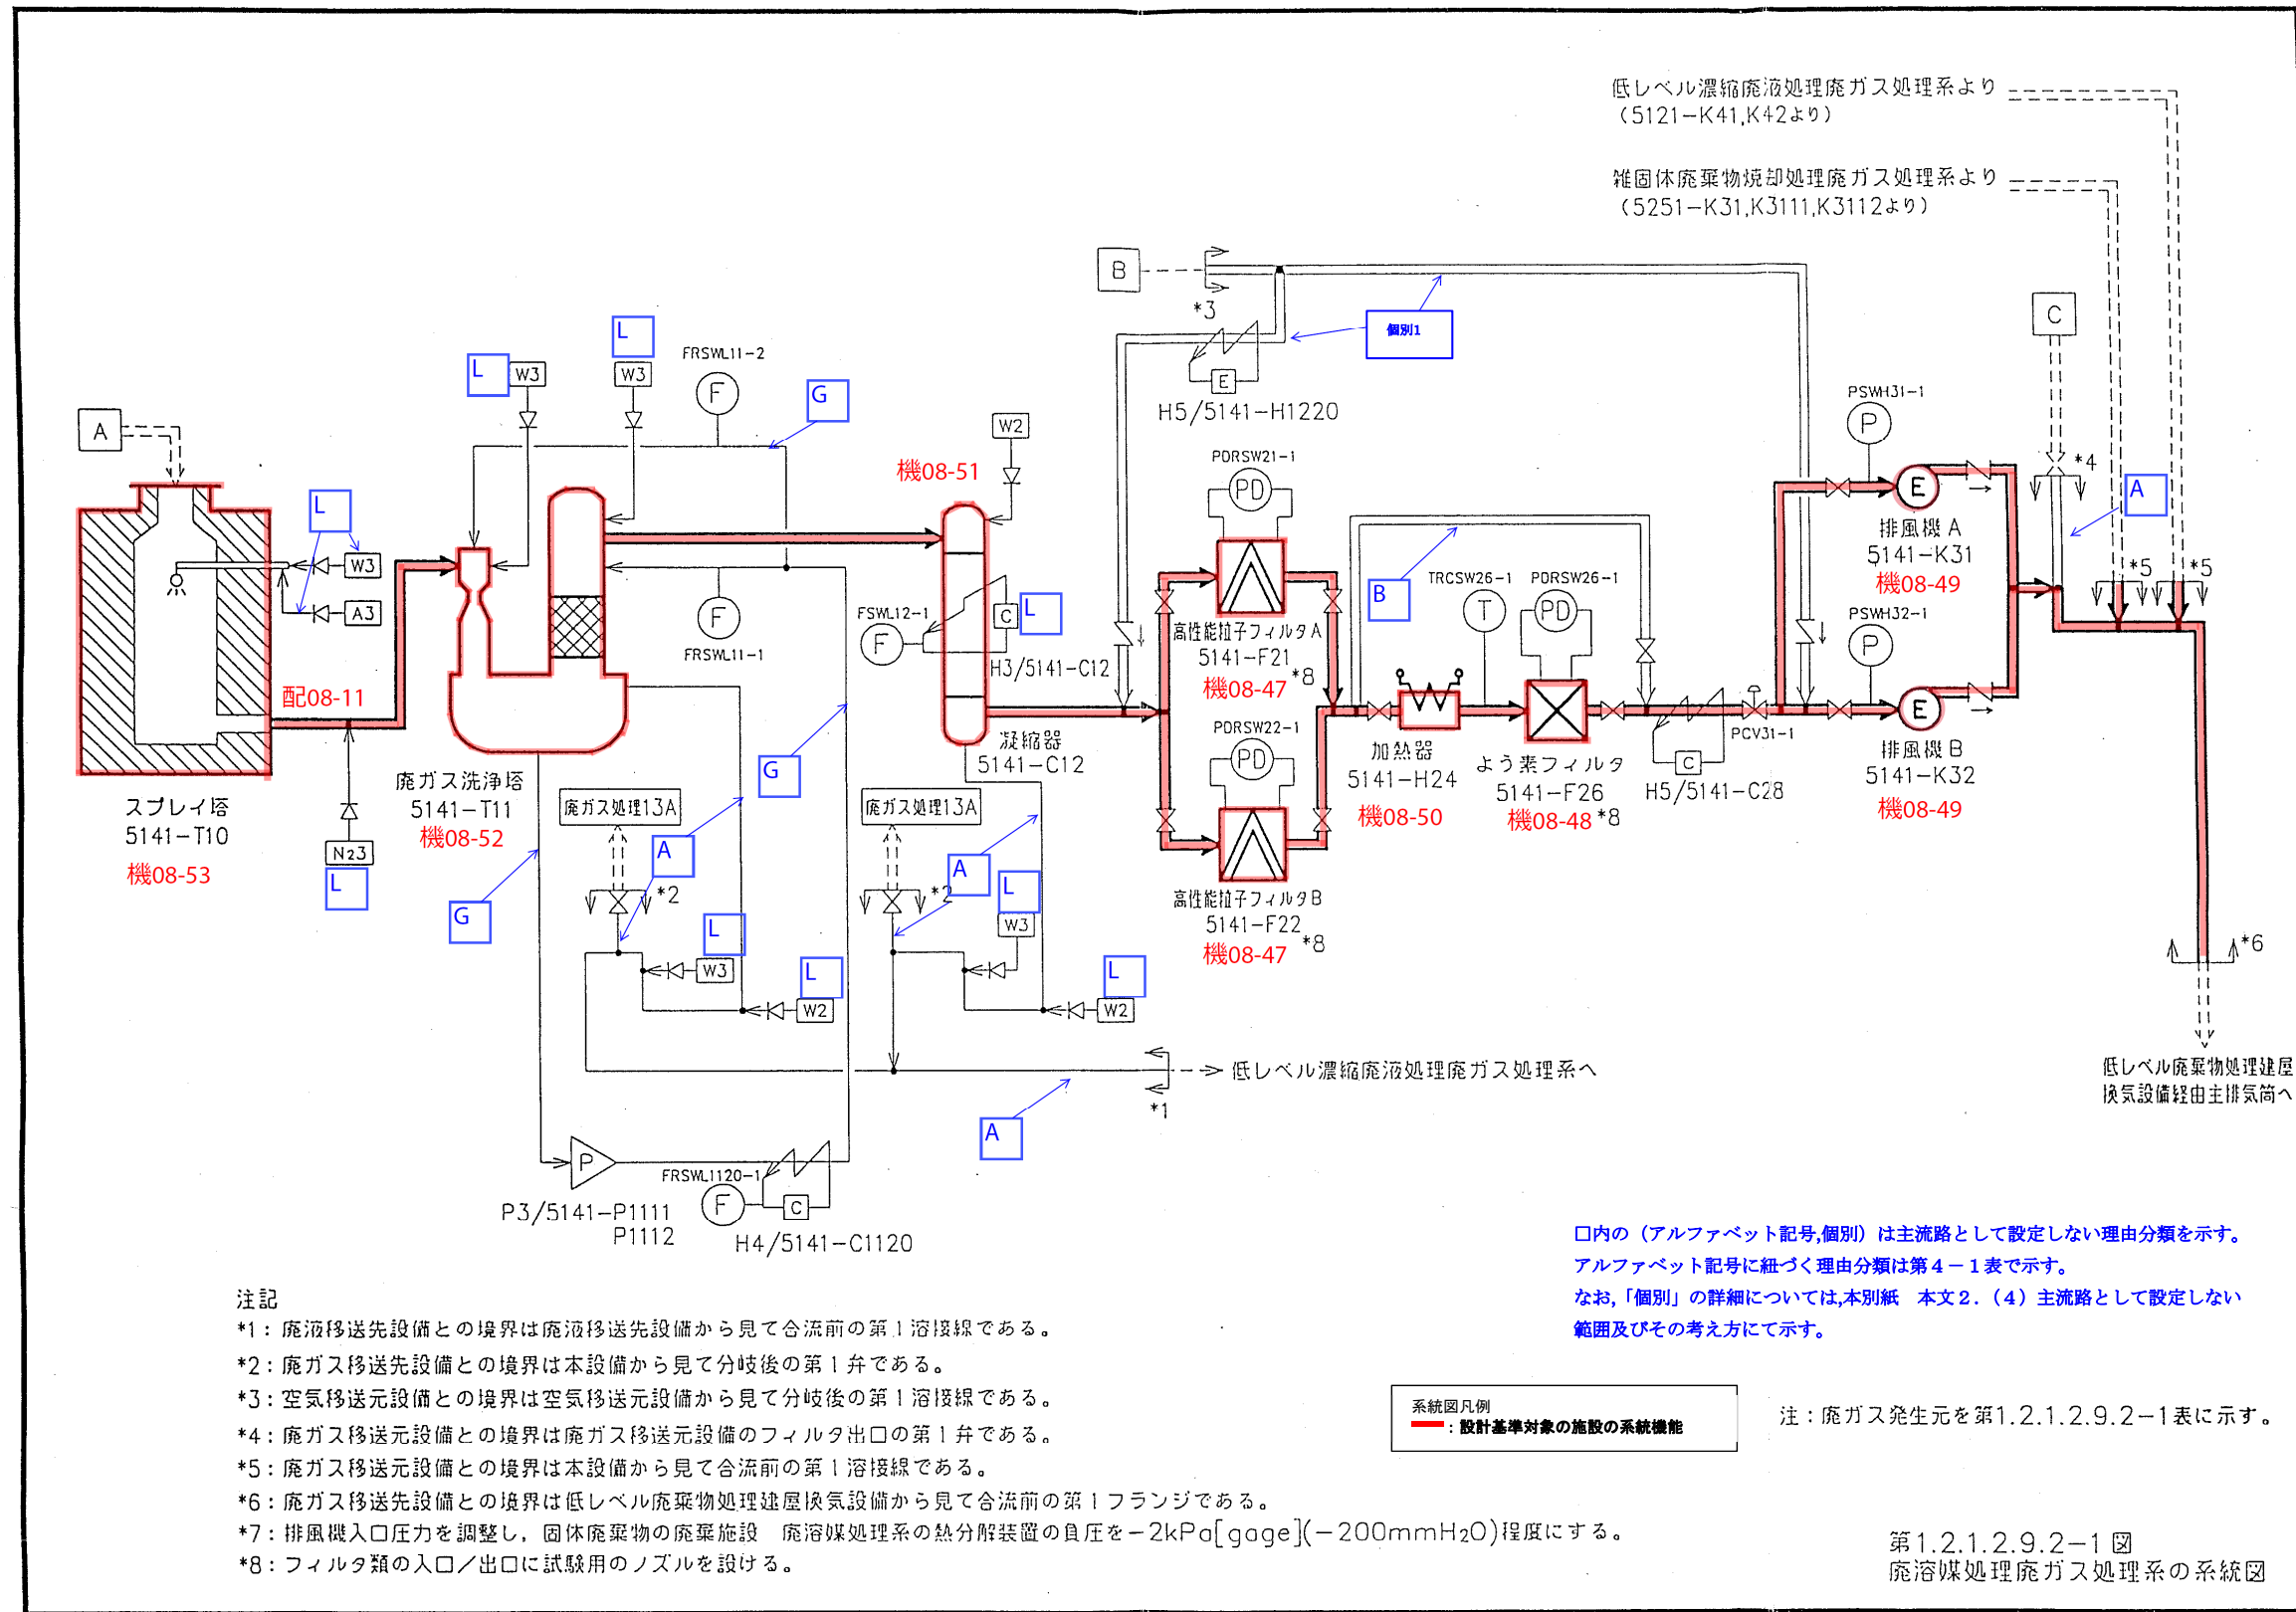 低レベル濃縮廃液処理廃ガス処理系より
(5121-K41,K42より)
雑固体廃棄物焼却処理廃ガス処理系より
(5251-K31,K3111,K3112より)
B
*3
個別1
C
*4
A
E
H5/5141-H1220
L
W3
L
W3
FRSWL11-2
F
G
A
L
W3
A3
W2
機08-51
PDRSW21-1
PD
PSWH31-1
P
E
排風機A
5141-K31
機08-49
*5
*5
PSWH32-1
P
E
排風機B
5141-K32
機08-49
F
FRSWL11-1
FSWL12-1
F
C
L
H3/5141-C12
高性能粒子フィルタA
5141-F21
機08-47
*8
B
TRCSW26-1
T
PDRSW26-1
PD
配08-11
PDRSW22-1
PD
凝縮器
5141-C12
加熱器
5141-H24
機08-50
よう素フィルタ
5141-F26
機08-48
*8
C
H5/5141-C28
PCV31-1
スプレイ塔
5141-T10
機08-53
N23
L
廃ガス洗浄塔
5141-T11
機08-52
G
廃ガス処理13A
廃ガス処理13A
G
A
*2
A
*2
L
W3
L
W3
L
W2
L
W2
高性能粒子フィルタB
5141-F22
機08-47
*8
*6
低レベル廃棄物処理建屋
換気設備経由主排気筒へ
低レベル濃縮廃液処理廃ガス処理系へ
*1
A
P
P3/5141-P1111
P1112
FRSWL1120-1
F
C
H4/5141-C1120
□内の(アルファベット記号,個別)は主流路として設定しない理由分類を示す。
アルファベット記号に紐づく理由分類は第4-1表で示す。
なお,「個別」の詳細については,本別紙 本文2.(4)主流路として設定しない
範囲及びその考え方にて示す。
注記
*1:廃液移送先設備との境界は廃液移送先設備から見て合流前の第1溶接線である。
*2:廃ガス移送先設備との境界は本設備から見て分岐後の第1弁である。
*3:空気移送元設備との境界は空気移送元設備から見て分岐後の第1溶接線である。
*4:廃ガス移送元設備との境界は廃ガス移送元設備のフィルタ出口の第1弁である。
*5:廃ガス移送元設備との境界は本設備から見て合流前の第1溶接線である。
*6:廃ガス移送先設備との境界は低レベル廃棄物処理建屋換気設備から見て合流前の第1フランジである。
*7:排風機入口圧力を調整し,固体廃棄物の廃棄施設 廃溶媒処理系の熱分解装置の負圧を-2kPa[gage](-200mmH2O)程度にする。
*8:フィルタ類の入口/出口に試験用のノズルを設ける。
系統図凡例
:設計基準対象の施設の系統機能
注:廃ガス発生元を第1.2.1.2.9.2-1表に示す。
第1.2.1.2.9.2-1図
廃溶媒処理廃ガス処理系の系統図